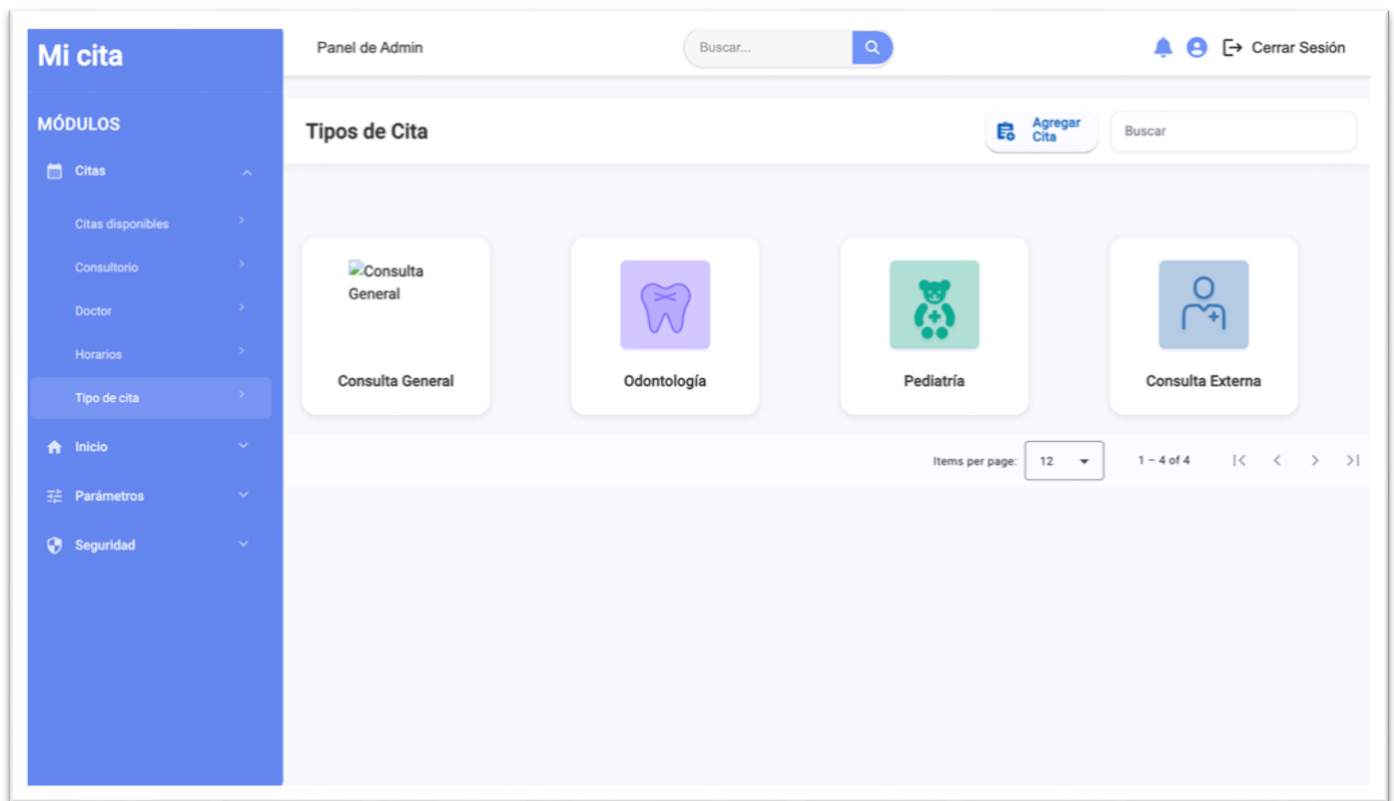 Mi cita
Panel de Admin
Buscar...
Cerrar Sesión
MÓDULOS
Citas
Citas disponibles
Consultorio
Doctor
Horarios
Tipo de cita
Inicio
Parámetros
Seguridad
Tipos de Cita
Agregar
Cita
Buscar
Consulta
General
Consulta General
Odontología
Pediatría
Consulta Externa
Items per page:
12
1 – 4 of 4